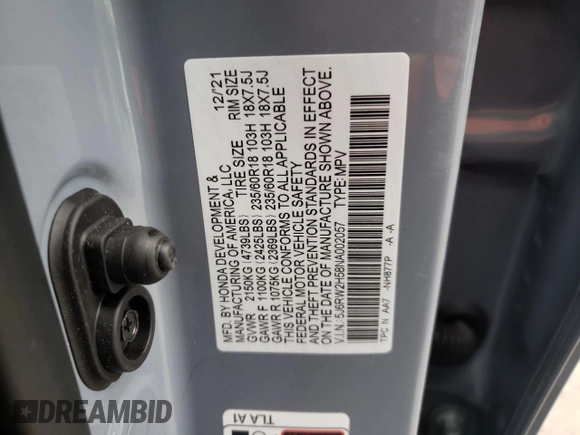 MFD. BY HONDA DEVELOPMENT & 12/'21
MANUFACTURING OF AMERICA, LLC
TIRE SIZE RIM SIZE
GVWR 2150KG (4739LBS)
GAWR F 1100KG (2425LBS) 235/60R18 103H 18X7.5J
GAWR R 1075KG (2369LBS) 235/60R18 103H 18X7.5J
THIS VEHICLE CONFORMS TO ALL APPLICABLE
FEDERAL MOTOR VEHICLE SAFETY
AND THEFT PREVENTION STANDARDS IN EFFECT
ON THE DATE OF MANUFACTURE SHOWN ABOVE.
V.I.N: 5J6RW2H58NA002057 TYPE: MPV
TPC N AA7 -NH877P -A -A
TLA A1
DREAMBID